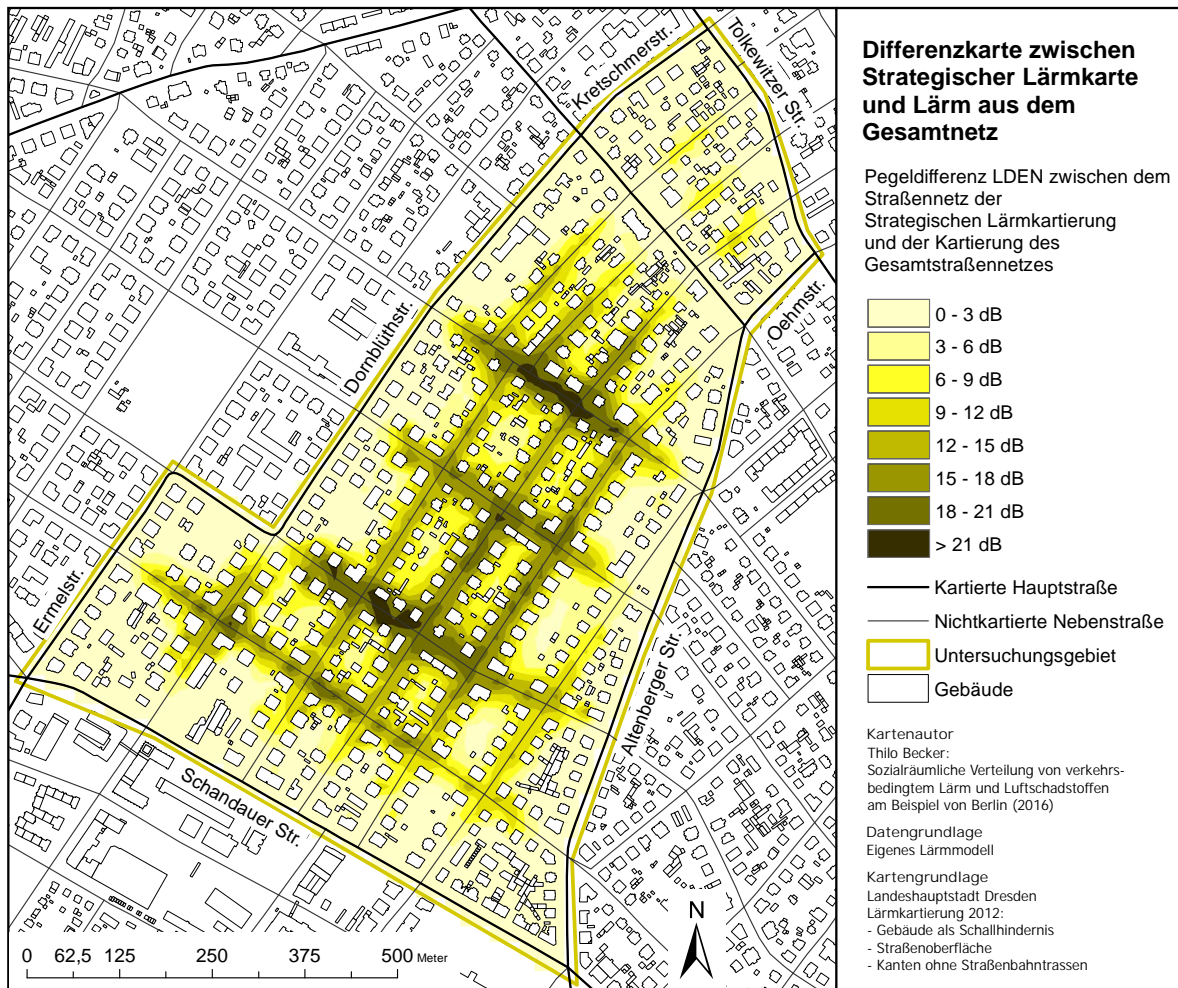 Kretschmerstr.
Tolkewitzer Str.
Oehmstr.
Dornblüthstr.
Ermelstr.
Altenberger Str.
Schandauer Str.
N
0 62,5 125 250 375 500 Meter
Differenzkarte zwischen
Strategischer Lärmkarte
und Lärm aus dem
Gesamtnetz
Pegeldifferenz LDEN zwischen dem
Straßennetz der
Strategischen Lärmkartierung
und der Kartierung des
Gesamtstraßennetzes
0 - 3 dB
3 - 6 dB
6 - 9 dB
9 - 12 dB
12 - 15 dB
15 - 18 dB
18 - 21 dB
> 21 dB
Kartierte Hauptstraße
Nichtkartierte Nebenstraße
Untersuchungsgebiet
Gebäude
Kartenautor
Thilo Becker:
Sozialräumliche Verteilung von verkehrs-
bedingtem Lärm und Luftschadstoffen
am Beispiel von Berlin (2016)
Datengrundlage
Eigenes Lärmmodell
Kartengrundlage
Landeshauptstadt Dresden
Lärmkartierung 2012:
- Gebäude als Schallhindernis
- Straßenoberfläche
- Kanten ohne Straßenbahntrassen